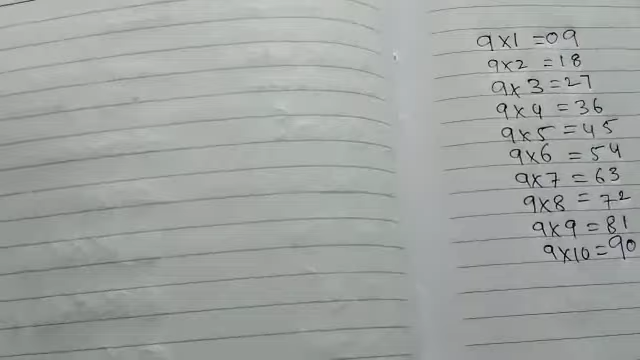 9x1 =09
9x2 =18
9x3=27
9x4 =36
9x5 =45
9x6 =54
9x7 =63
9x8 =72
9x9 =81
9x10=90